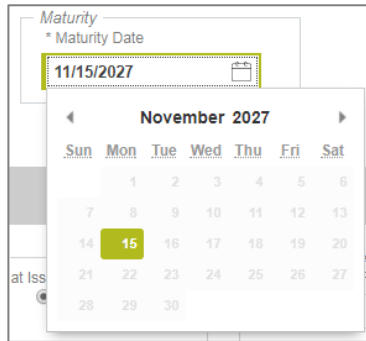 Maturity
* Maturity Date
11/15/2027
November 2027
Sun Mon Tue Wed Thu Fri Sat
1 2 3 4 5 6
7 8 9 10 11 12 13
14 15 16 17 18 19 20
at Iss 21 22 23 24 25 26 27
28 29 30